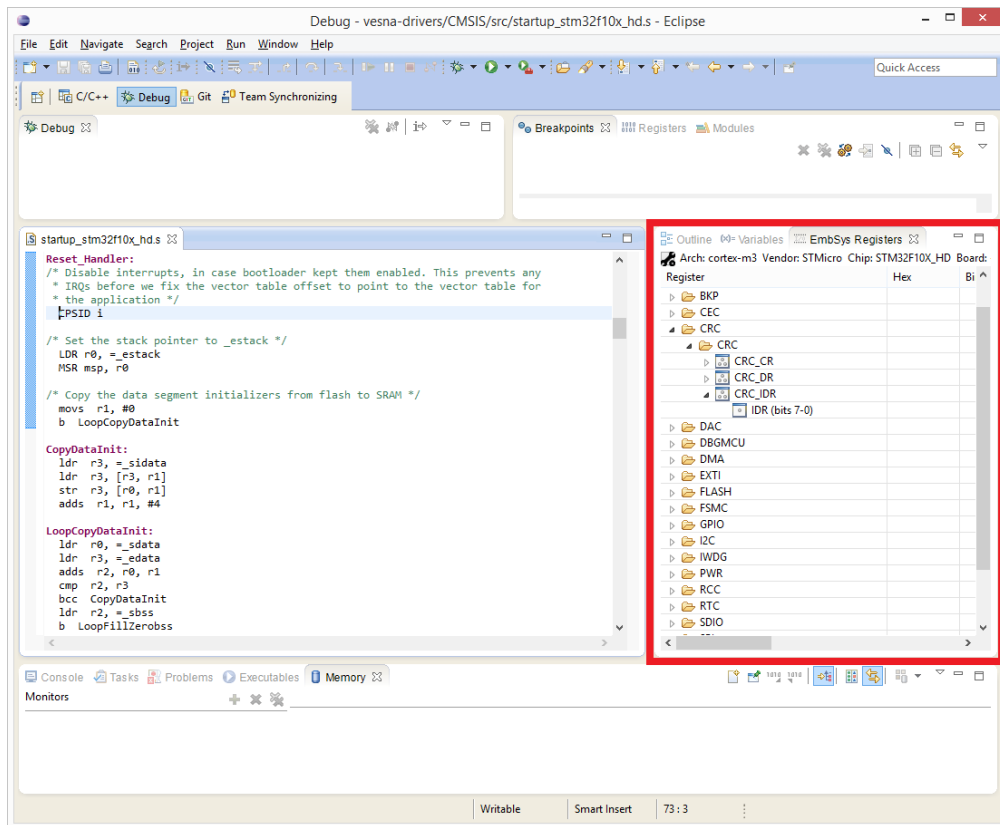 Debug - vesna-drivers/CMSIS/src/startup_stm32f10x_hd.s - Eclipse
File Edit Navigate Search Project Run Window Help
Quick Access
C/C++ Debug Git Team Synchronizing
Debug
Breakpoints Registers Modules
startup_stm32f10x_hd.s
Reset_Handler:
/* Disable interrupts, in case bootloader kept them enabled. This prevents any
* IRQs before we fix the vector table offset to point to the vector table for
* the application */
CPSID i
/* Set the stack pointer to _estack */
LDR r0, =_estack
MSR msp, r0
/* Copy the data segment initializers from flash to SRAM */
movs r1, #0
b LoopCopyDataInit
CopyDataInit:
ldr r3, =_sidata
ldr r3, [r3, r1]
str r3, [r0, r1]
adds r1, r1, #4
LoopCopyDataInit:
ldr r0, =_sdata
ldr r3, =_edata
adds r2, r0, r1
cmp r2, r3
bcc CopyDataInit
ldr r2, =_sbss
b LoopFillZerobss
Outline Variables EmbSys Registers
Arch: cortex-m3 Vendor: STMicro Chip: STM32F10X_HD Board:
Register Hex Bi
BKP
CEC
CRC
CRC
CRC_CR
CRC_DR
CRC_IDR
IDR (bits 7-0)
DAC
DBGMCU
DMA
EXTI
FLASH
FSMC
GPIO
I2C
IWDG
PWR
RCC
RTC
SDIO
Console Tasks Problems Executables Memory
Monitors
Writable Smart Insert 73 : 3